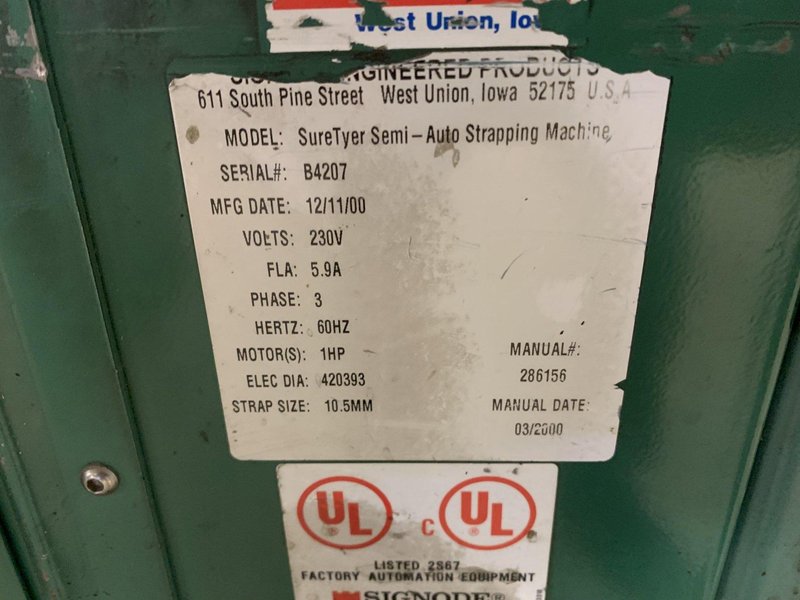 West Union, Io
ENGINEERED PRODUCTS
611 South Pine Street West Union, Iowa 52175 U.S.A
MODEL: SureTyer Semi-Auto Strapping Machine
SERIAL#: B4207
MFG DATE: 12/11/00
VOLTS: 230V
FLA: 5.9A
PHASE: 3
HERTZ: 60HZ
MOTOR(S): 1HP
MANUAL#:
ELEC DIA: 420393
286156
STRAP SIZE: 10.5MM
MANUAL DATE:
03/2000
UL ® C UL ®
LISTED 2S67
FACTORY AUTOMATION EQUIPMENT
SIGNODE®